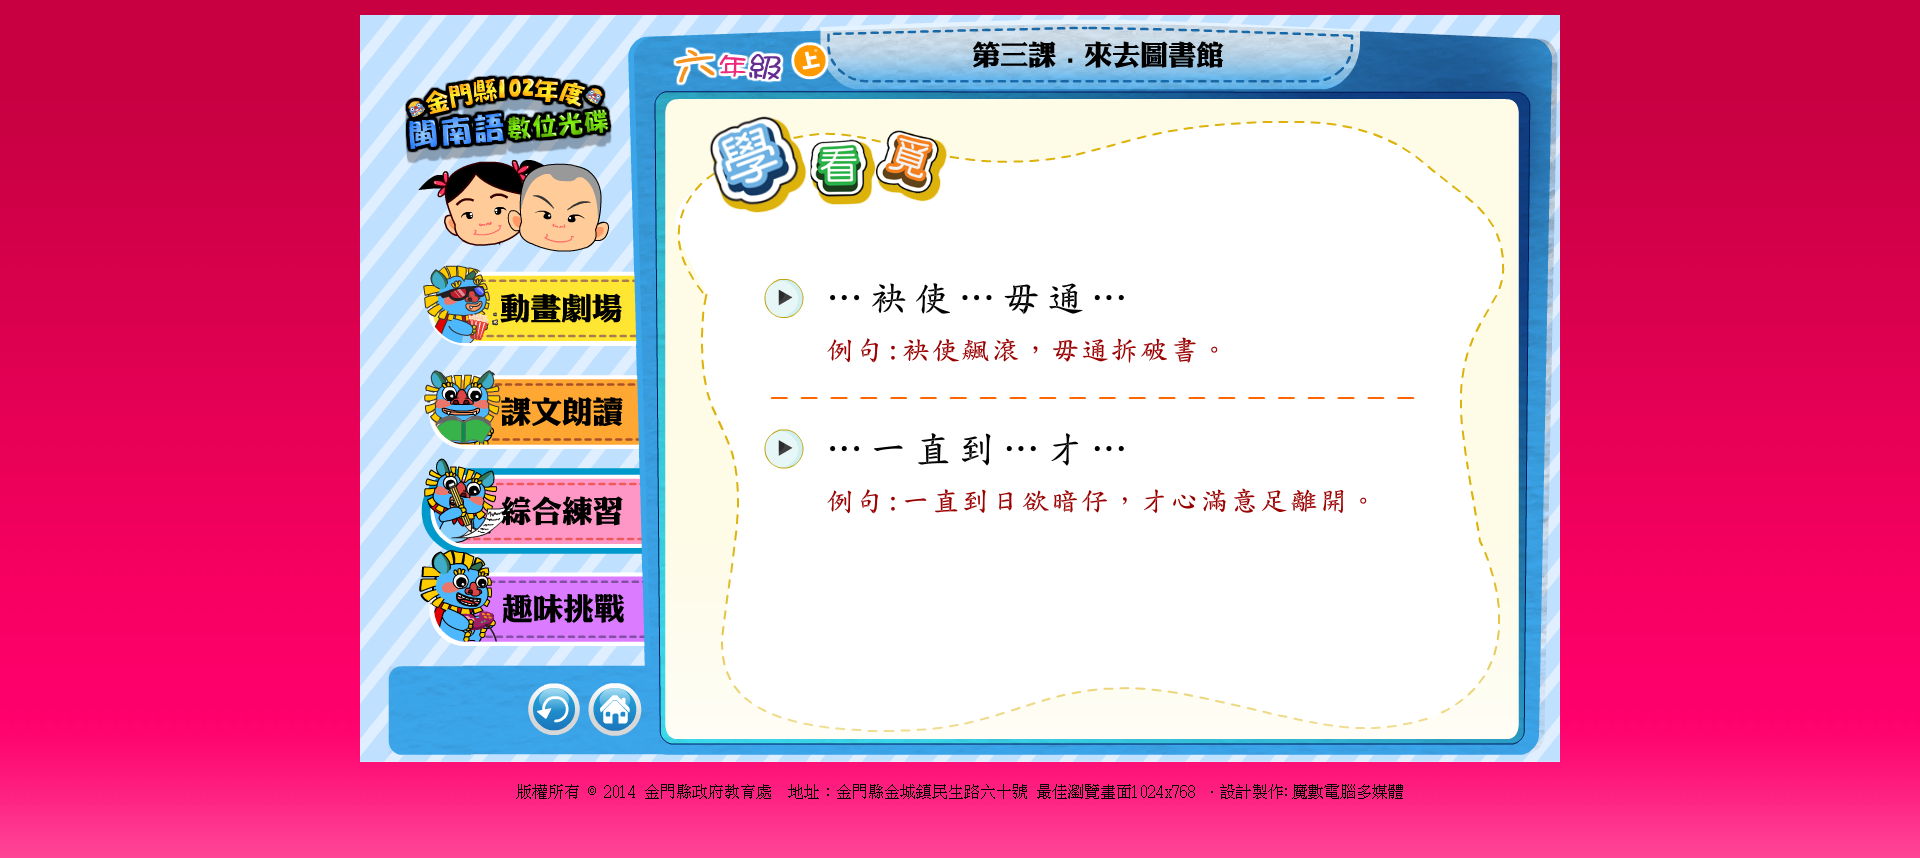 六年級 上
第三課．來去圖書館
金門縣102年度
閩南語數位光碟
學看覓
動畫劇場
課文朗讀
綜合練習
趣味挑戰
…袂使…毋通…
例句:袂使飆滾，毋通拆破書。
…一直到…才…
例句:一直到日欲暗仔，才心滿意足離開。
版權所有 © 2014 金門縣政府教育處　地址：金門縣金城鎮民生路六十號 最佳瀏覽畫面1024x768 ‧設計製作:魔數電腦多媒體